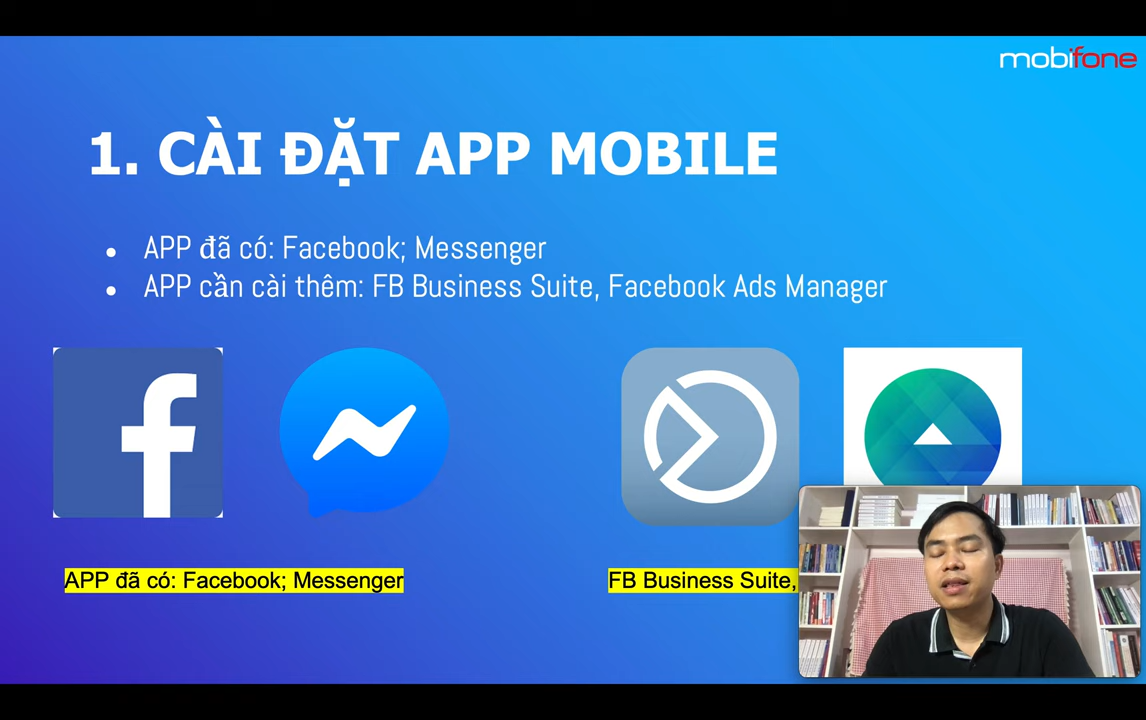 mobifone
1. CÀI ĐẶT APP MOBILE
APP đã có: Facebook; Messenger
APP cần cài thêm: FB Business Suite, Facebook Ads Manager
APP đã có: Facebook; Messenger
FB Business Suite,